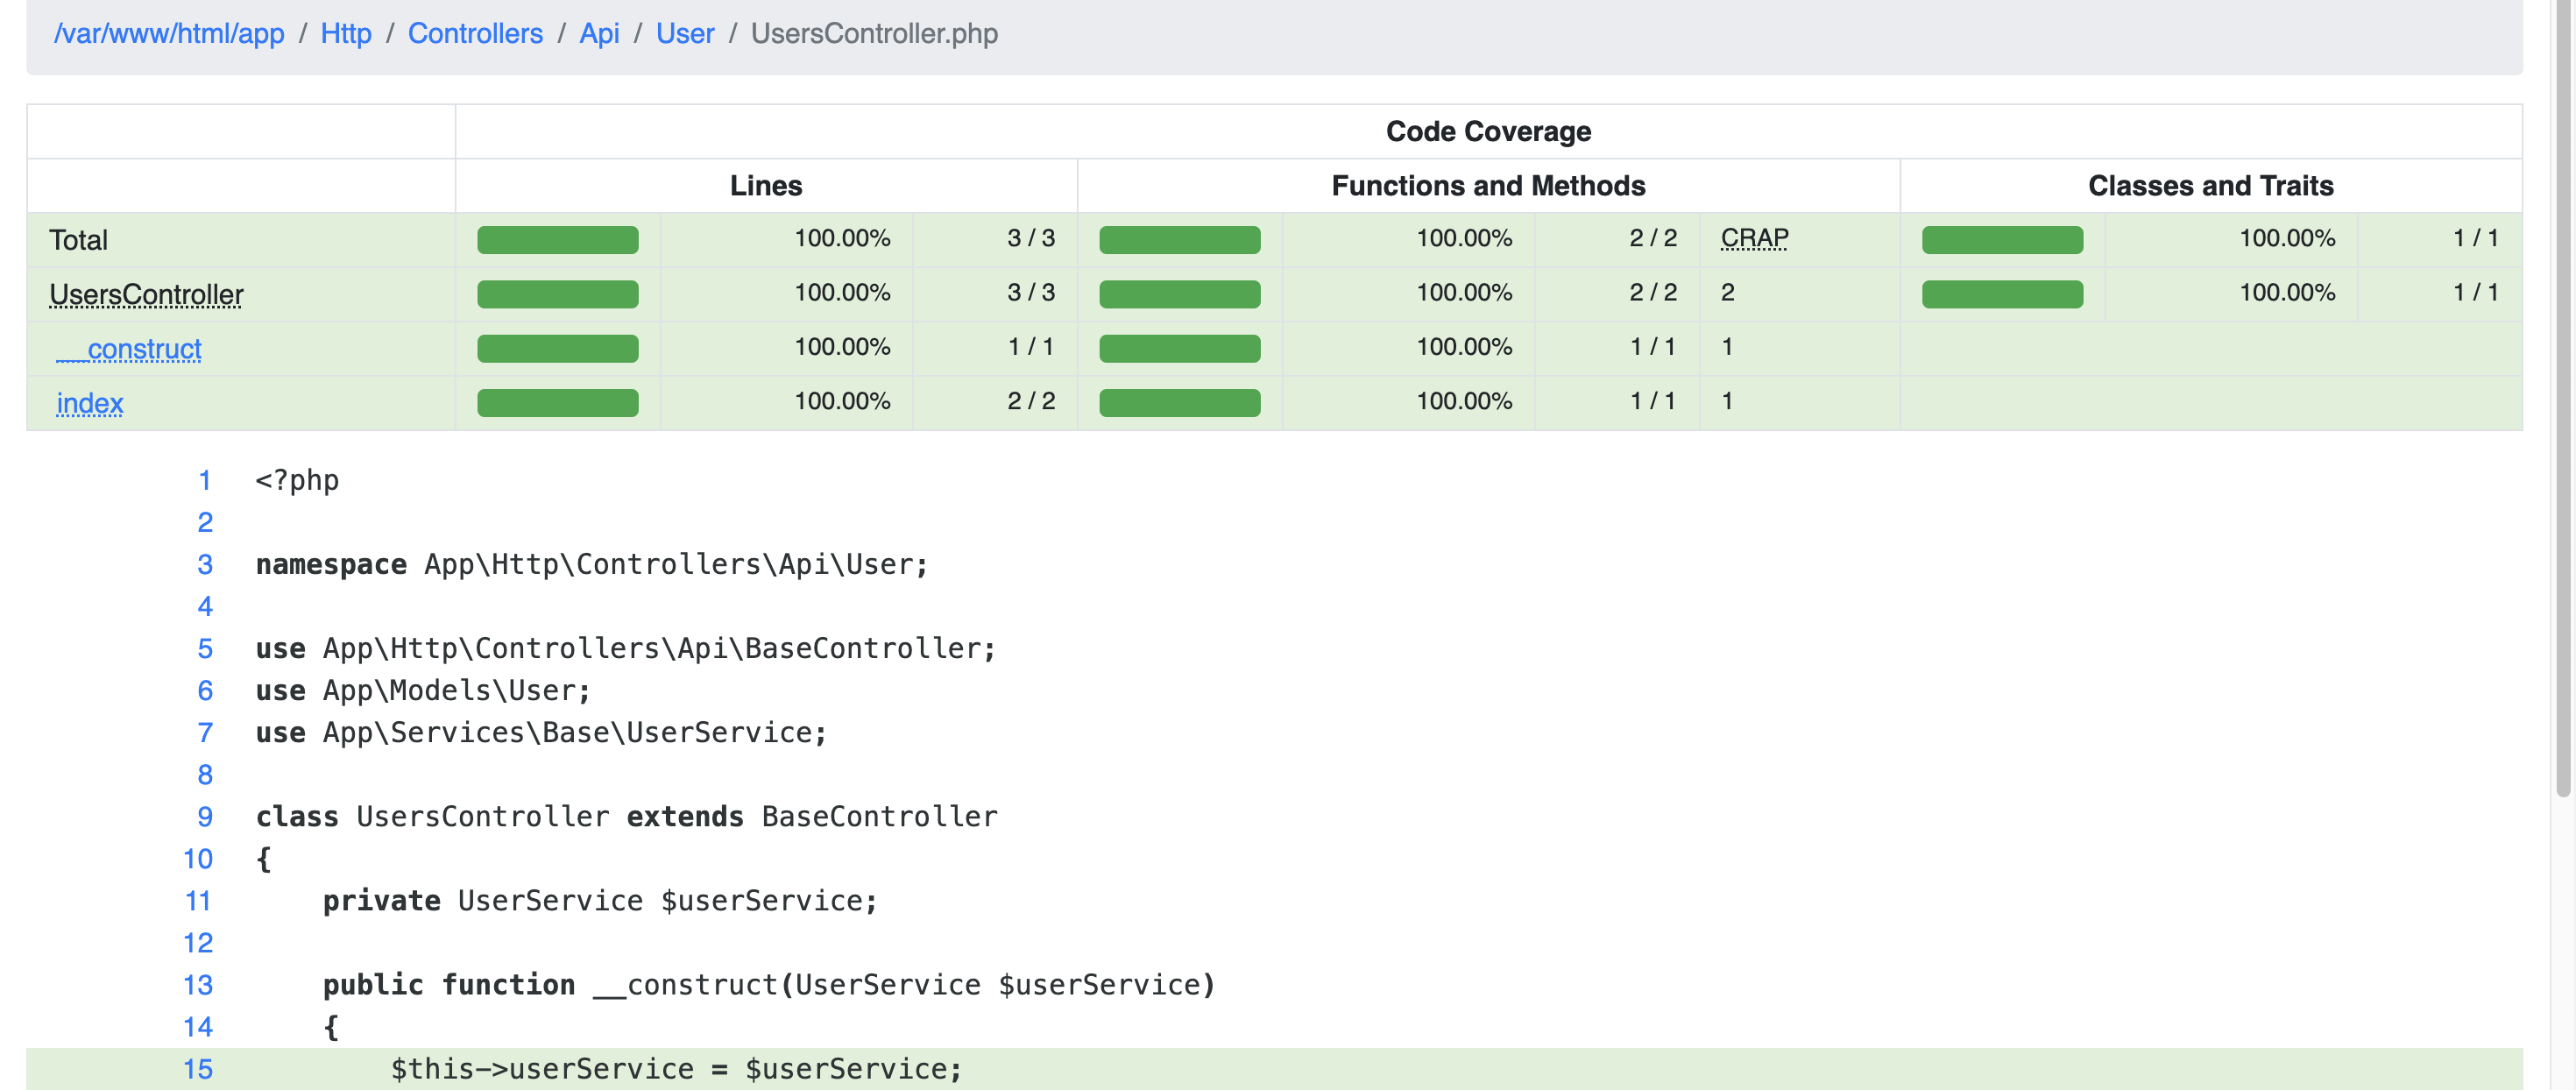 /var/www/html/app / Http / Controllers / Api / User / UsersController.php
Code Coverage
Lines Functions and Methods Classes and Traits
Total 100.00% 3 / 3 100.00% 2 / 2 CRAP 100.00% 1 / 1
UsersController 100.00% 3 / 3 100.00% 2 / 2 2 100.00% 1 / 1
__construct 100.00% 1 / 1 100.00% 1 / 1 1
index 100.00% 2 / 2 100.00% 1 / 1 1
1 <?php
2
3 namespace App\Http\Controllers\Api\User;
4
5 use App\Http\Controllers\Api\BaseController;
6 use App\Models\User;
7 use App\Services\Base\UserService;
8
9 class UsersController extends BaseController
10 {
11     private UserService $userService;
12
13     public function __construct(UserService $userService)
14     {
15         $this->userService = $userService;